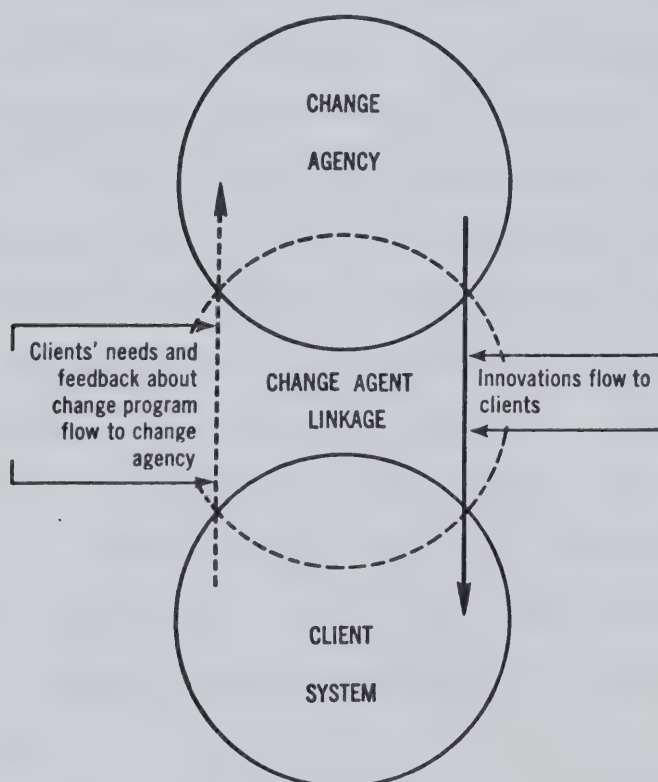 CHANGE
AGENCY
Clients' needs and
feedback about
change program
flow to change
agency
CHANGE AGENT
LINKAGE
Innovations flow to
clients
CLIENT
SYSTEM